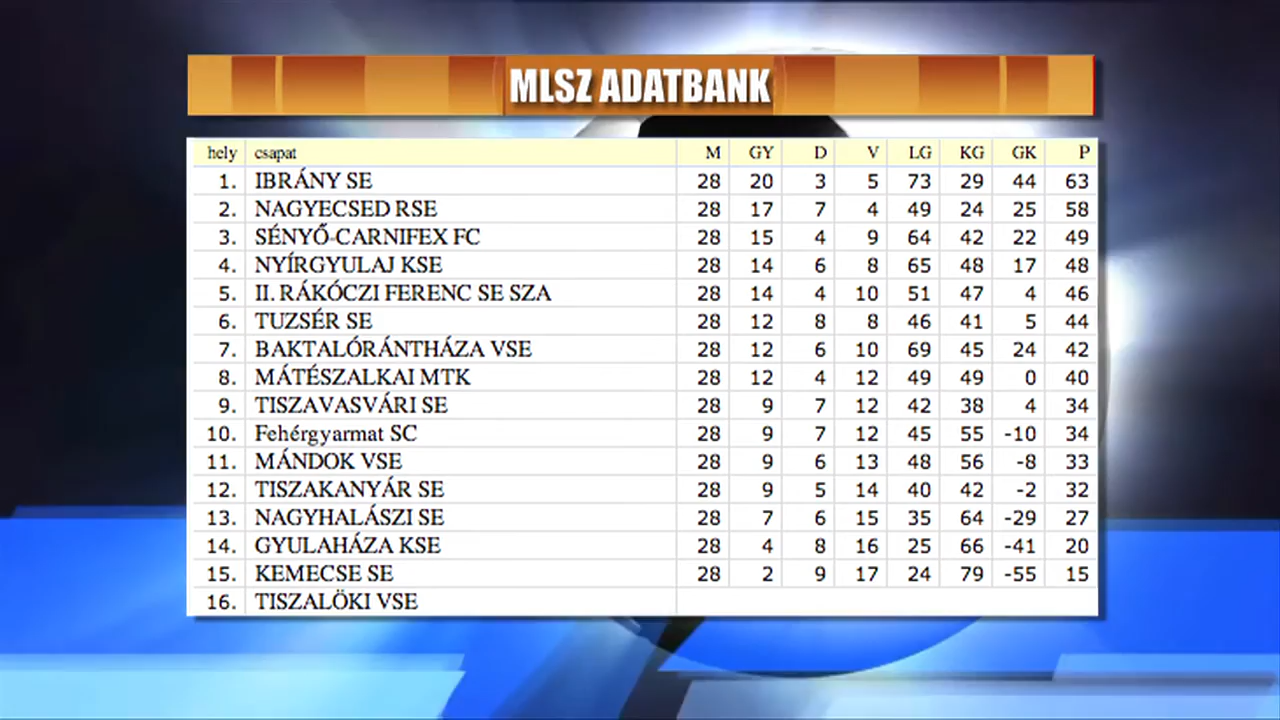 MLSZ ADATBANK
hely csapat M GY D V LG KG GK P
1. IBRÁNY SE 28 20 3 5 73 29 44 63
2. NAGYECSED RSE 28 17 7 4 49 24 25 58
3. SÉNYŐ-CARNIFEX FC 28 15 4 9 64 42 22 49
4. NYÍRGYULAJ KSE 28 14 6 8 65 48 17 48
5. II. RÁKÓCZI FERENC SE SZA 28 14 4 10 51 47 4 46
6. TUZSÉR SE 28 12 8 8 46 41 5 44
7. BAKTALÓRÁNTHÁZA VSE 28 12 6 10 69 45 24 42
8. MÁTÉSZALKAI MTK 28 12 4 12 49 49 0 40
9. TISZAVASVÁRI SE 28 9 7 12 42 38 4 34
10. Fehérgyarmat SC 28 9 7 12 45 55 -10 34
11. MÁNDOK VSE 28 9 6 13 48 56 -8 33
12. TISZAKANYÁR SE 28 9 5 14 40 42 -2 32
13. NAGYHALÁSZI SE 28 7 6 15 35 64 -29 27
14. GYULAHÁZA KSE 28 4 8 16 25 66 -41 20
15. KEMECSE SE 28 2 9 17 24 79 -55 15
16. TISZALÖKI VSE